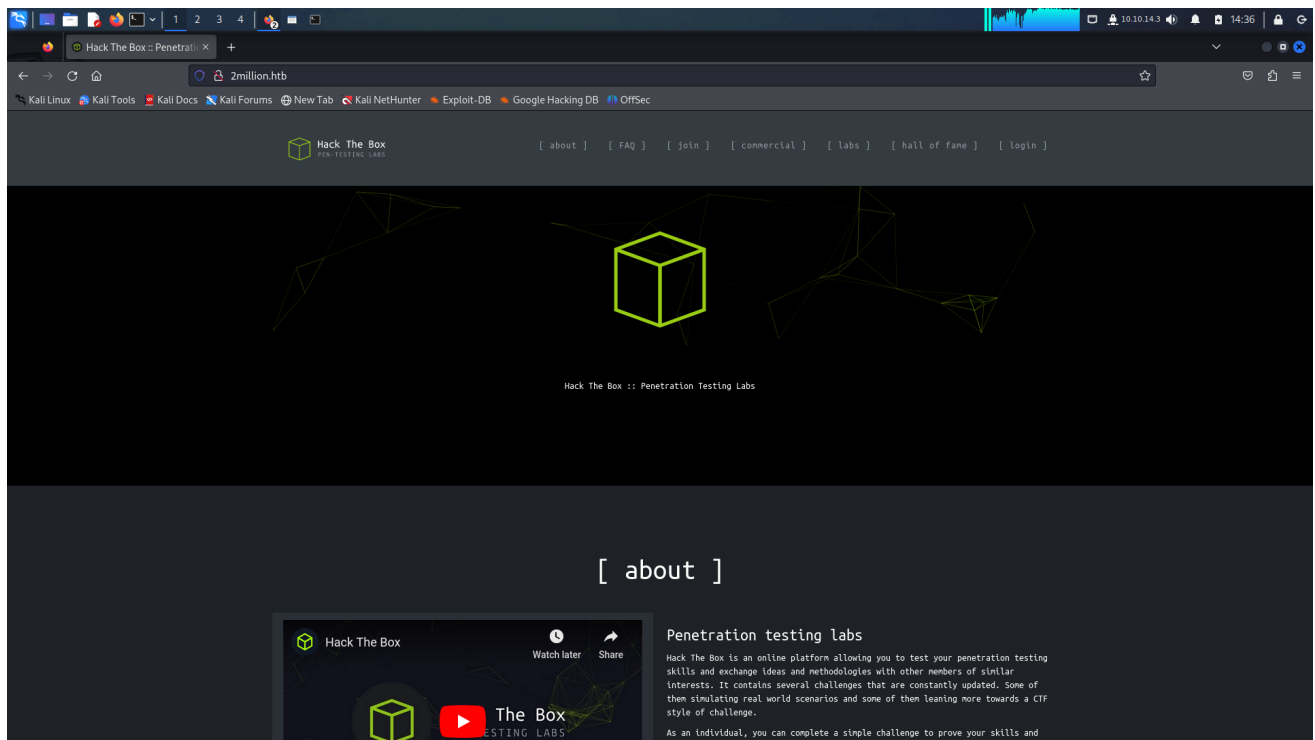 1 2 3 4
10.10.14.3
14:36
Hack The Box :: Penetrati
2million.htb
Kali Linux Kali Tools Kali Docs Kali Forums New Tab Kali NetHunter Exploit-DB Google Hacking DB OffSec
Hack The Box
PEN-TESTING LABS
[ about ] [ FAQ ] [ join ] [ commercial ] [ labs ] [ hall of fame ] [ login ]
Hack The Box :: Penetration Testing Labs
[ about ]
Hack The Box
Watch later
Share
The Box
ESTING LABS
Penetration testing labs
Hack The Box is an online platform allowing you to test your penetration testing
skills and exchange ideas and methodologies with other members of similar
interests. It contains several challenges that are constantly updated. Some of
them simulating real world scenarios and some of them leaning more towards a CTF
style of challenge.
As an individual, you can complete a simple challenge to prove your skills and